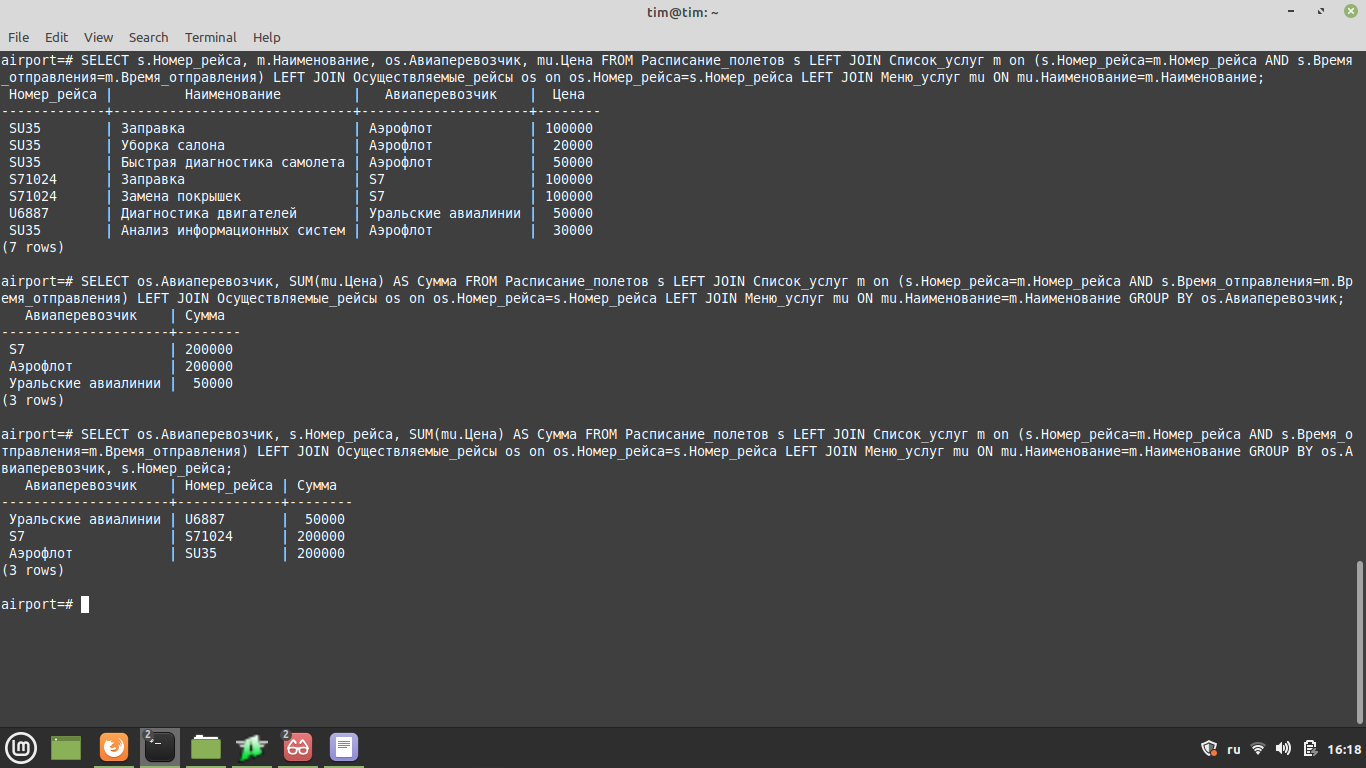 tim@tim: ~
File Edit View Search Terminal Help
airport=# SELECT s.Номер_рейса, m.Наименование, os.Авиаперевозчик, mu.Цена FROM Расписание_полетов s LEFT JOIN Список_услуг m on (s.Номер_рейса=m.Номер_рейса AND s.Время
_отправления=m.Время_отправления) LEFT JOIN Осуществляемые_рейсы os on os.Номер_рейса=s.Номер_рейса LEFT JOIN Меню_услуг mu ON mu.Наименование=m.Наименование;
Номер_рейса | Наименование | Авиаперевозчик | Цена
-------------+------------------------------+---------------------+--------
SU35 | Заправка | Аэрофлот | 100000
SU35 | Уборка салона | Аэрофлот | 20000
SU35 | Быстрая диагностика самолета | Аэрофлот | 50000
S71024 | Заправка | S7 | 100000
S71024 | Замена покрышек | S7 | 100000
U6887 | Диагностика двигателей | Уральские авиалинии | 50000
SU35 | Анализ информационных систем | Аэрофлот | 30000
(7 rows)
airport=# SELECT os.Авиаперевозчик, SUM(mu.Цена) AS Сумма FROM Расписание_полетов s LEFT JOIN Список_услуг m on (s.Номер_рейса=m.Номер_рейса AND s.Время_отправления=m.Вр
емя_отправления) LEFT JOIN Осуществляемые_рейсы os on os.Номер_рейса=s.Номер_рейса LEFT JOIN Меню_услуг mu ON mu.Наименование=m.Наименование GROUP BY os.Авиаперевозчик;
Авиаперевозчик | Сумма
---------------------+--------
S7 | 200000
Аэрофлот | 200000
Уральские авиалинии | 50000
(3 rows)
airport=# SELECT os.Авиаперевозчик, s.Номер_рейса, SUM(mu.Цена) AS Сумма FROM Расписание_полетов s LEFT JOIN Список_услуг m on (s.Номер_рейса=m.Номер_рейса AND s.Время_о
тправления=m.Время_отправления) LEFT JOIN Осуществляемые_рейсы os on os.Номер_рейса=s.Номер_рейса LEFT JOIN Меню_услуг mu ON mu.Наименование=m.Наименование GROUP BY os.А
виаперевозчик, s.Номер_рейса;
Авиаперевозчик | Номер_рейса | Сумма
---------------------+-------------+--------
Уральские авиалинии | U6887 | 50000
S7 | S71024 | 200000
Аэрофлот | SU35 | 200000
(3 rows)
airport=#
2 2 ru 16:18